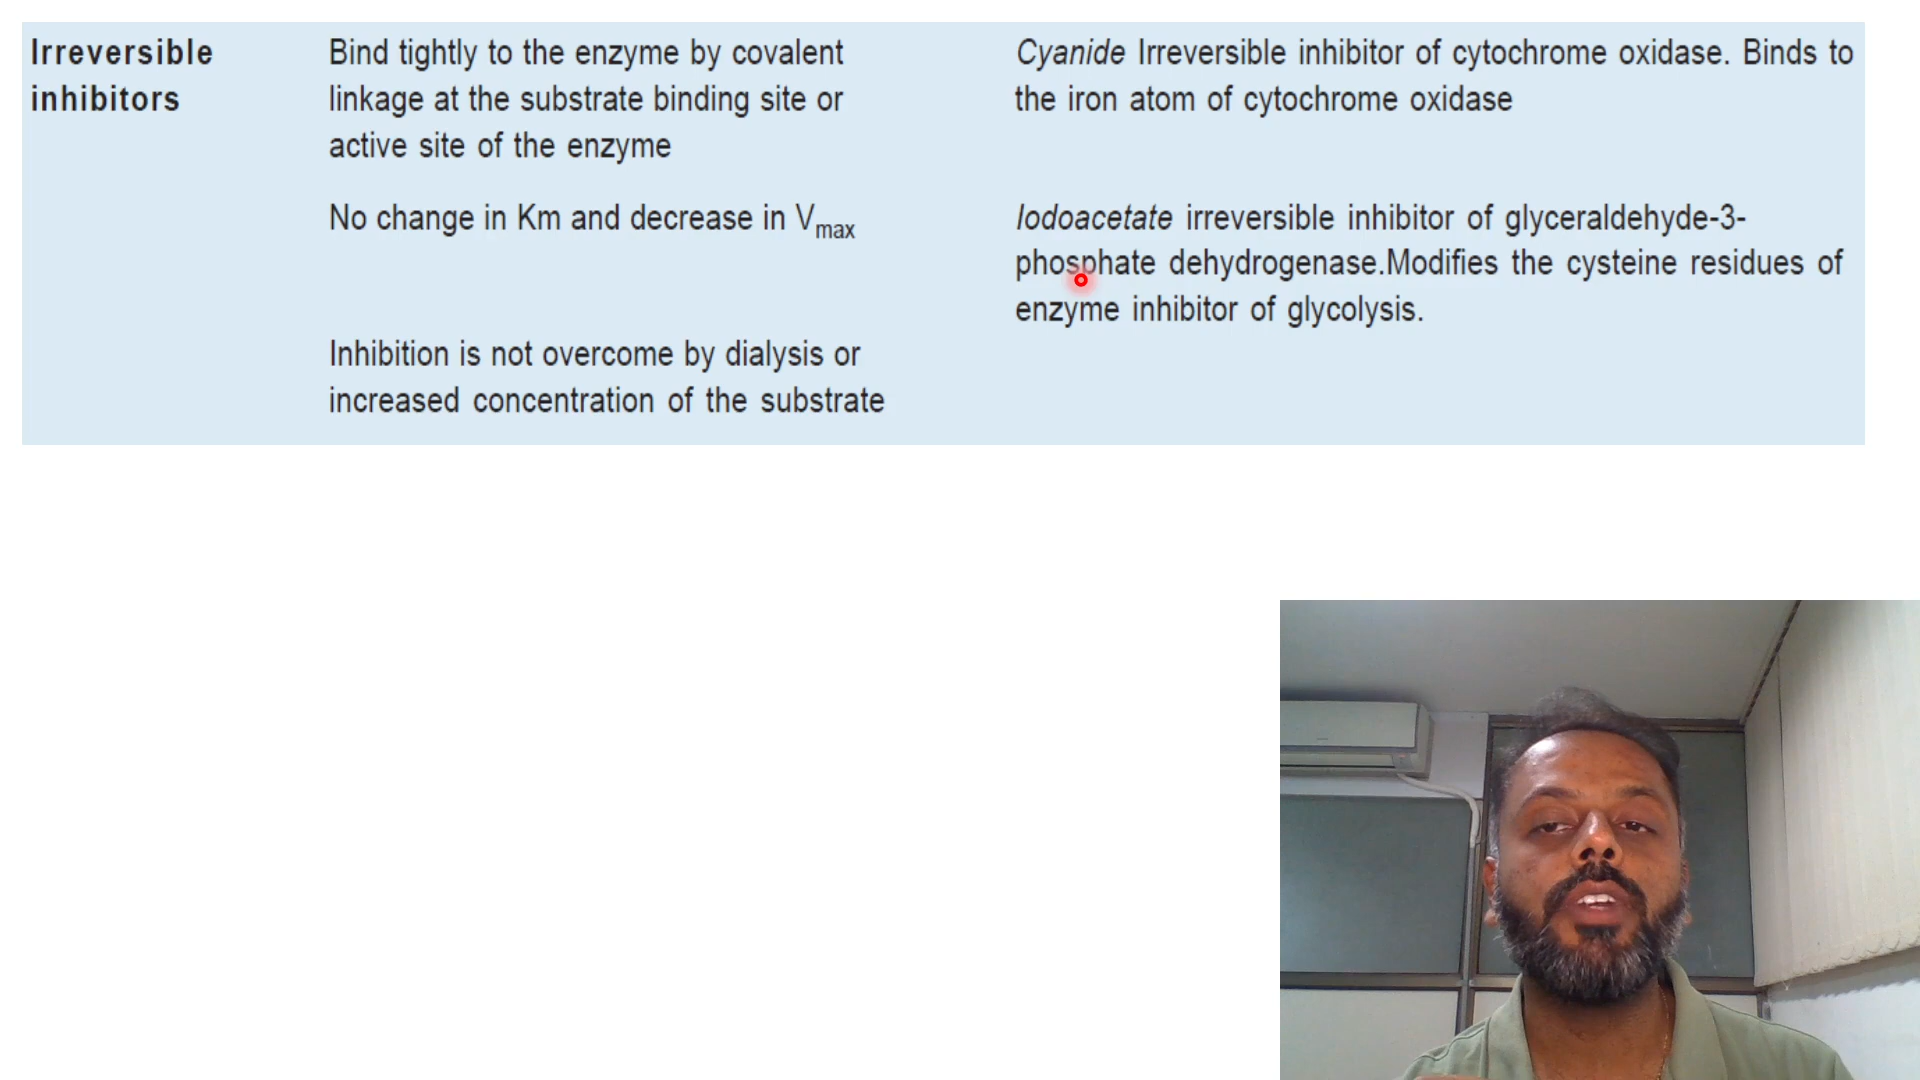 Irreversible
inhibitors
Bind tightly to the enzyme by covalent
linkage at the substrate binding site or
active site of the enzyme
No change in Km and decrease in Vmax
Inhibition is not overcome by dialysis or
increased concentration of the substrate
Cyanide Irreversible inhibitor of cytochrome oxidase. Binds to
the iron atom of cytochrome oxidase
Iodoacetate irreversible inhibitor of glyceraldehyde-3-
phosphate dehydrogenase.Modifies the cysteine residues of
enzyme inhibitor of glycolysis.